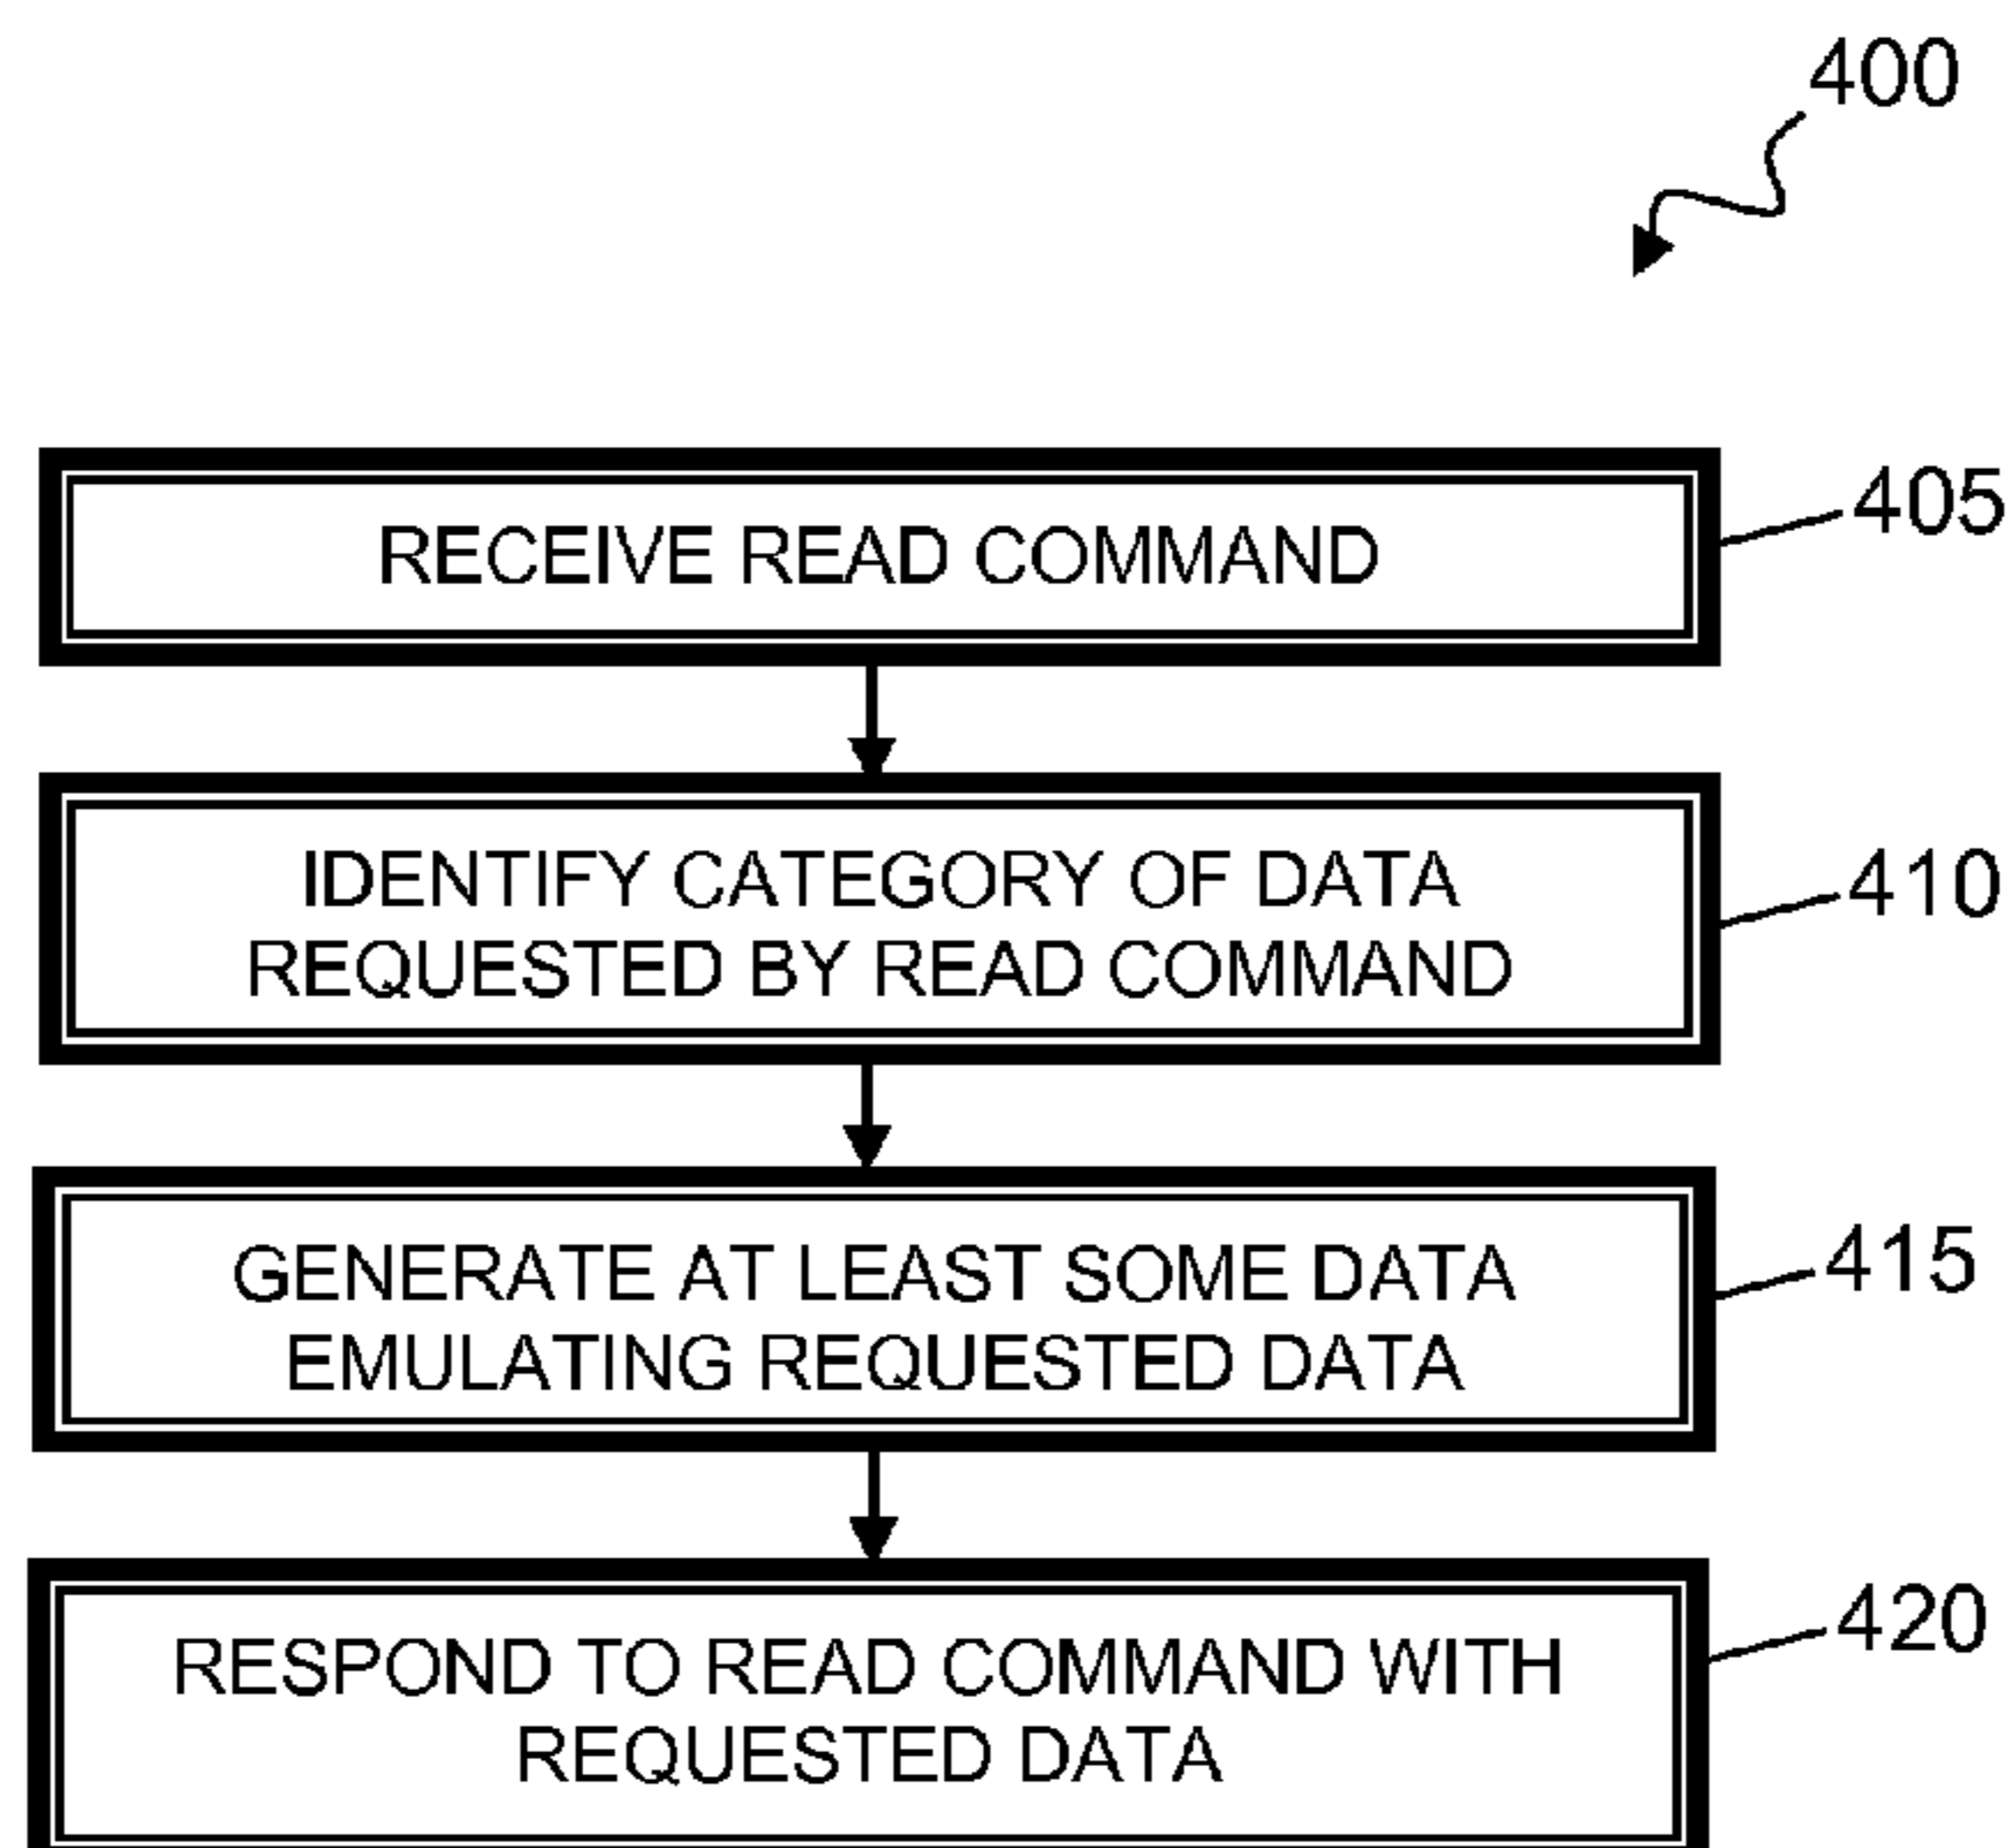 400
RECEIVE READ COMMAND
405
IDENTIFY CATEGORY OF DATA
REQUESTED BY READ COMMAND
410
GENERATE AT LEAST SOME DATA
EMULATING REQUESTED DATA
415
RESPOND TO READ COMMAND WITH
REQUESTED DATA
420